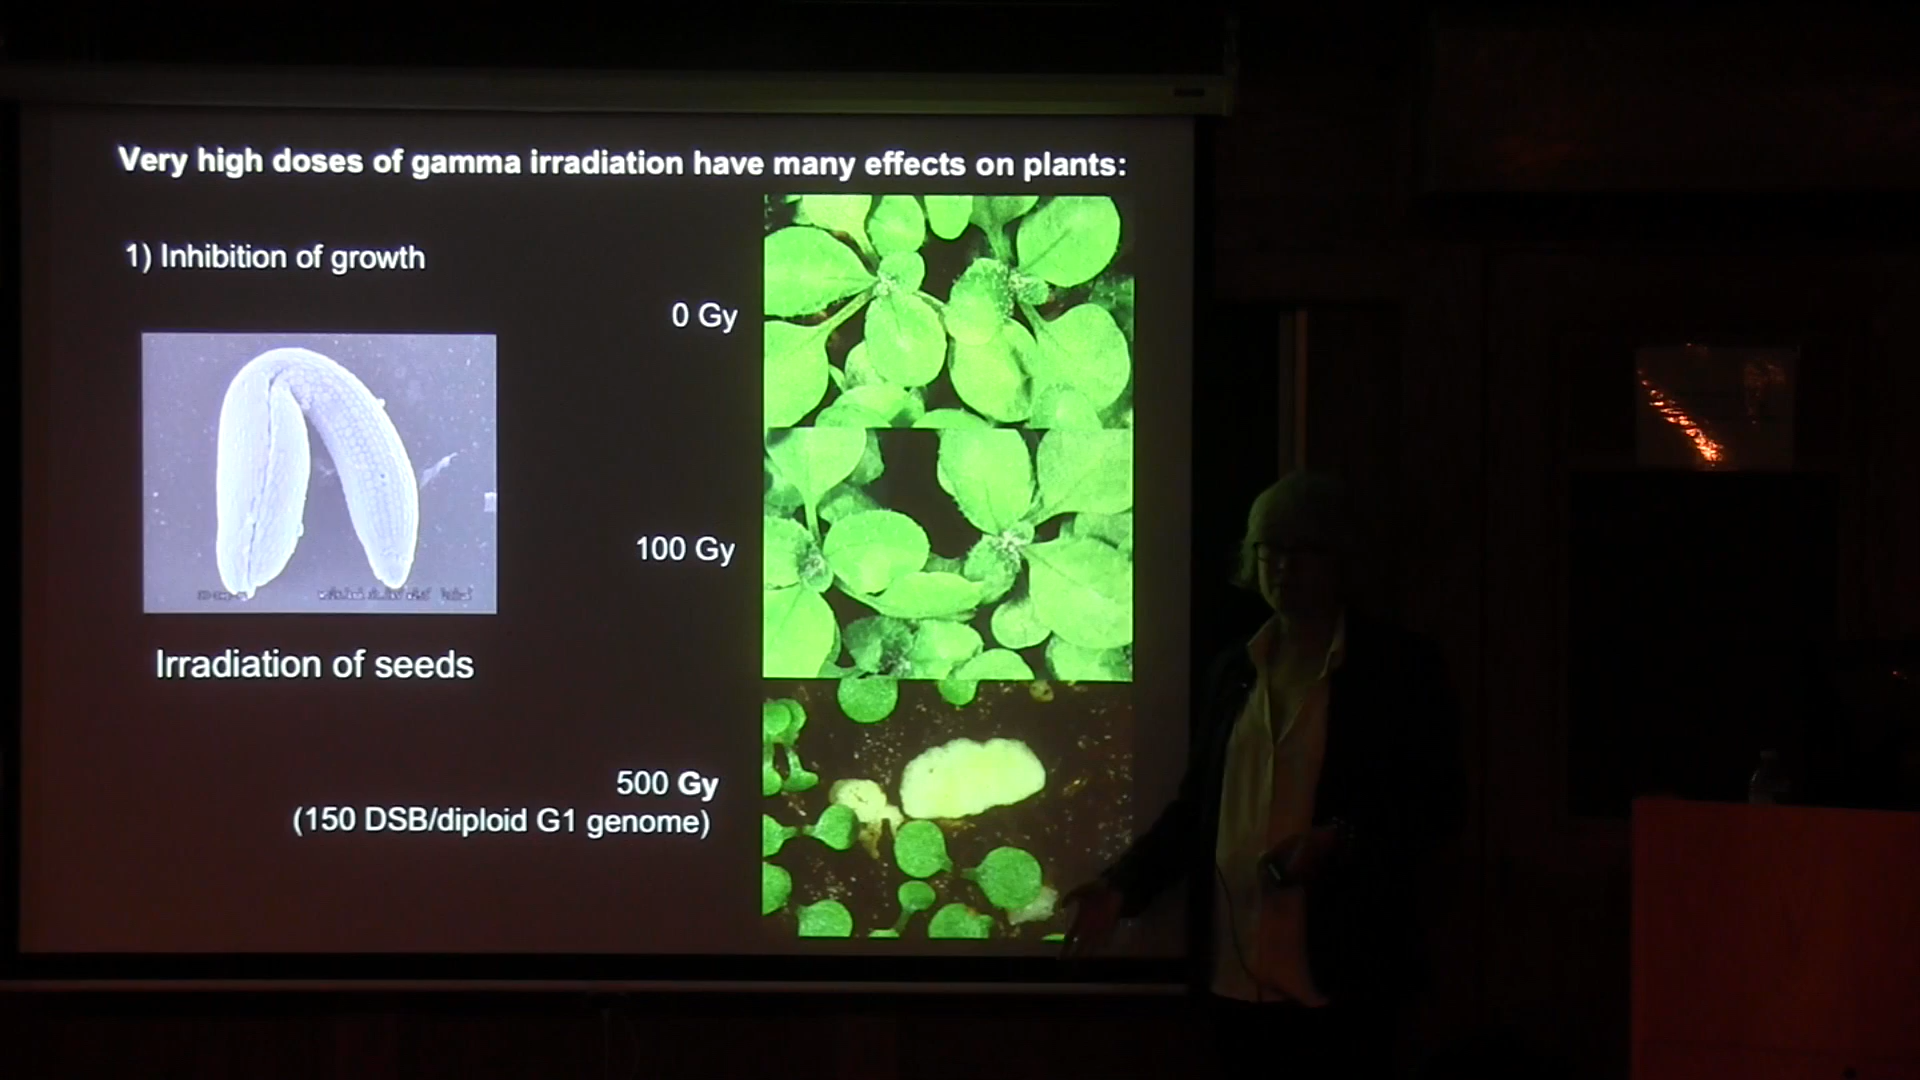 Very high doses of gamma irradiation have many effects on plants:
1) Inhibition of growth
0 Gy
100 Gy
Irradiation of seeds
500 Gy
(150 DSB/diploid G1 genome)